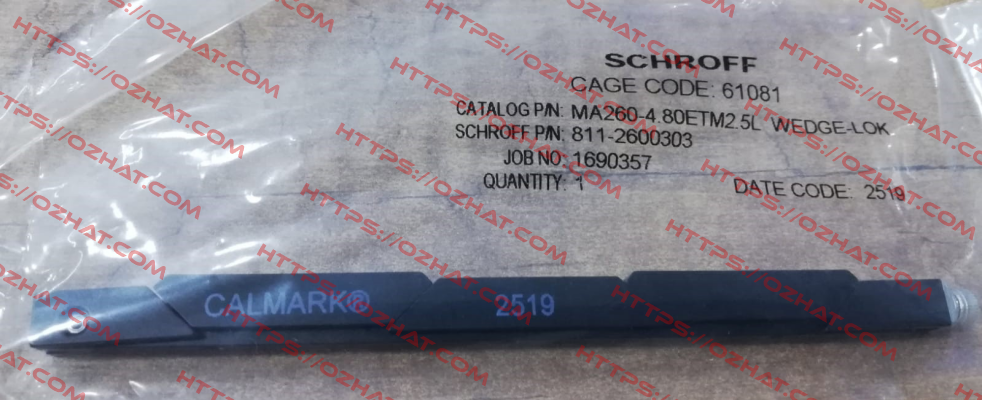 SCHROFF
CAGE CODE: 61081
CATALOG P/N: MA260-4.80ETM2.5L WEDGE-LOK
SCHROFF P/N: 811-2600303
JOB NO: 1690357
QUANTITY: 1 DATE CODE: 2519
CALMARK® 2519
HTTPS://OZHAT.COM